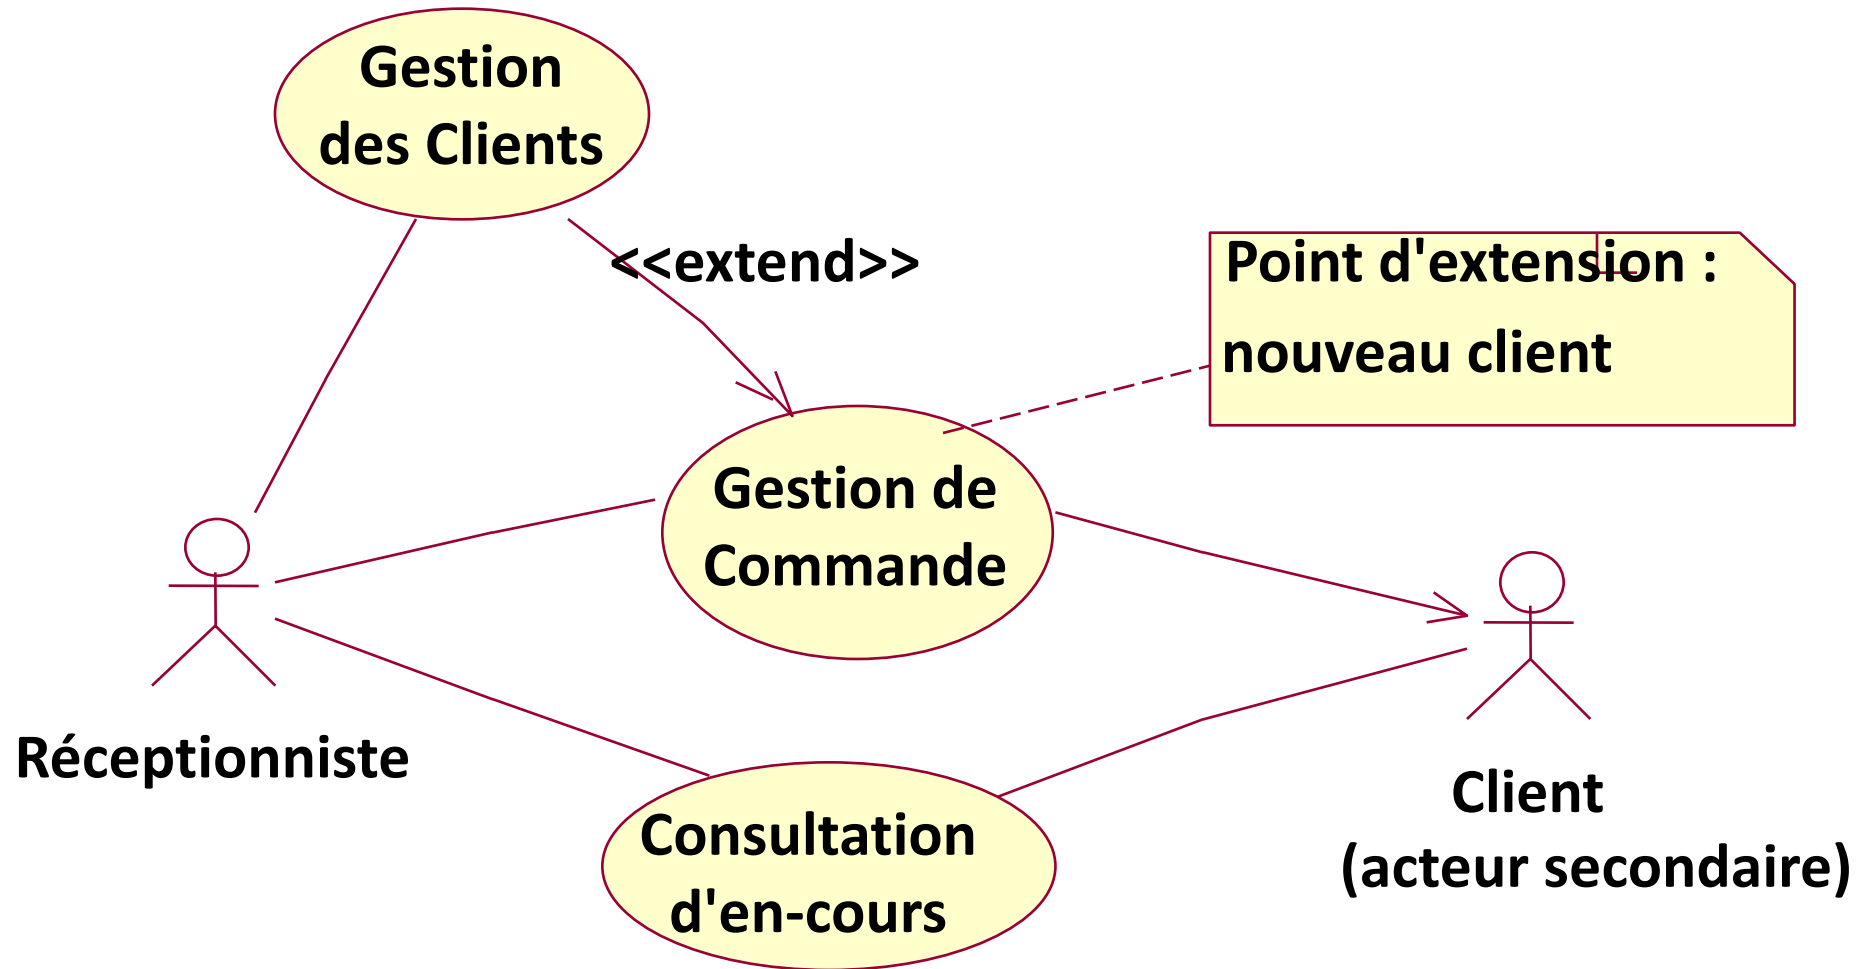 Gestion
des Clients
<<extend>>
Point d'extension :
nouveau client
Gestion de
Commande
Réceptionniste
Client
(acteur secondaire)
Consultation
d'en-cours